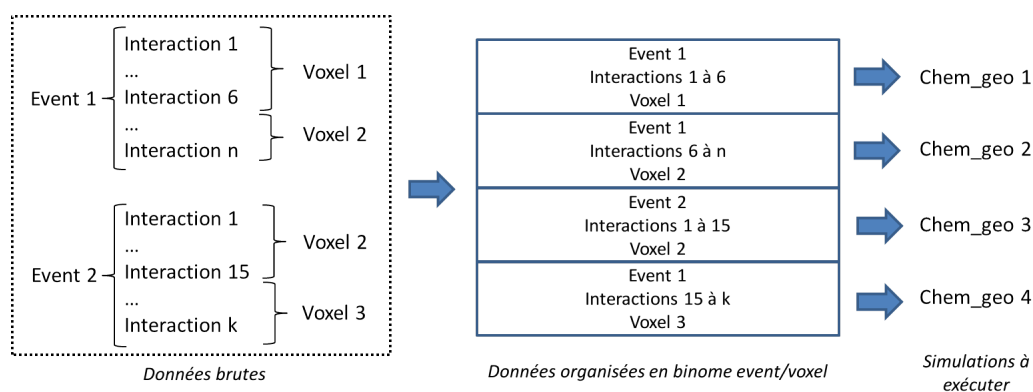 Event 1
Interaction 1
...
Interaction 6
...
Interaction n
Voxel 1
Voxel 2
Event 2
Interaction 1
...
Interaction 15
...
Interaction k
Voxel 2
Voxel 3
Données brutes
Event 1
Interactions 1 à 6
Voxel 1
Event 1
Interactions 6 à n
Voxel 2
Event 2
Interactions 1 à 15
Voxel 2
Event 1
Interactions 15 à k
Voxel 3
Données organisées en binome event/voxel
Chem_geo 1
Chem_geo 2
Chem_geo 3
Chem_geo 4
Simulations à
exécuter